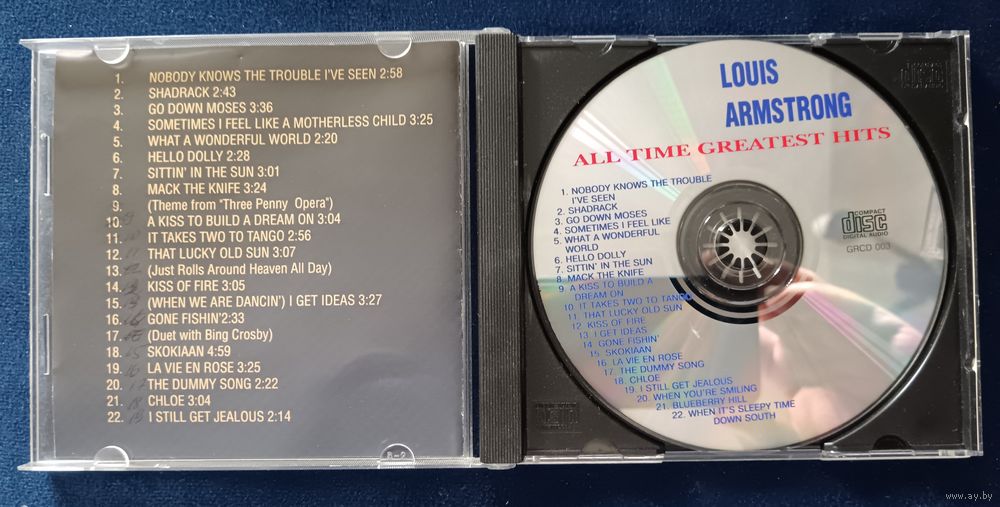 1. NOBODY KNOWS THE TROUBLE I'VE SEEN 2:58
2. SHADRACK 2:43
3. GO DOWN MOSES 3:36
4. SOMETIMES I FEEL LIKE A MOTHERLESS CHILD 3:25
5. WHAT A WONDERFUL WORLD 2:20
6. HELLO DOLLY 2:28
7. SITTIN' IN THE SUN 3:01
8. MACK THE KNIFE 3:24
9. (Theme from "Three Penny Opera")
10. A KISS TO BUILD A DREAM ON 3:04
11. IT TAKES TWO TO TANGO 2:56
12. THAT LUCKY OLD SUN 3:07
13. (Just Rolls Around Heaven All Day)
14. KISS OF FIRE 3:05
15. (WHEN WE ARE DANCIN') I GET IDEAS 3:27
16. GONE FISHIN'2:33
17. (Duet with Bing Crosby)
18. SKOKIAAN 4:59
19. LA VIE EN ROSE 3:25
20. THE DUMMY SONG 2:22
21. CHLOE 3:04
22. I STILL GET JEALOUS 2:14
LOUIS
ARMSTRONG
ALL TIME GREATEST HITS
1. NOBODY KNOWS THE TROUBLE
I'VE SEEN
2. SHADRACK
3. GO DOWN MOSES
4. SOMETIMES I FEEL LIKE
5. WHAT A WONDERFUL
WORLD
6. HELLO DOLLY
7. SITTIN' IN THE SUN
8. MACK THE KNIFE
9. A KISS TO BUILD A
DREAM ON
10. IT TAKES TWO TO TANGO
11. THAT LUCKY OLD SUN
12. KISS OF FIRE
13. I GET IDEAS
14. GONE FISHIN'
15. SKOKIAAN
16. LA VIE EN ROSE
17. THE DUMMY SONG
18. CHLOE
19. I STILL GET JEALOUS
20. WHEN YOU'RE SMILING
21. BLUEBERRY HILL
22. WHEN IT'S SLEEPY TIME
DOWN SOUTH
COMPACT
disc
DIGITAL AUDIO
GRCD 003
www.ay.by